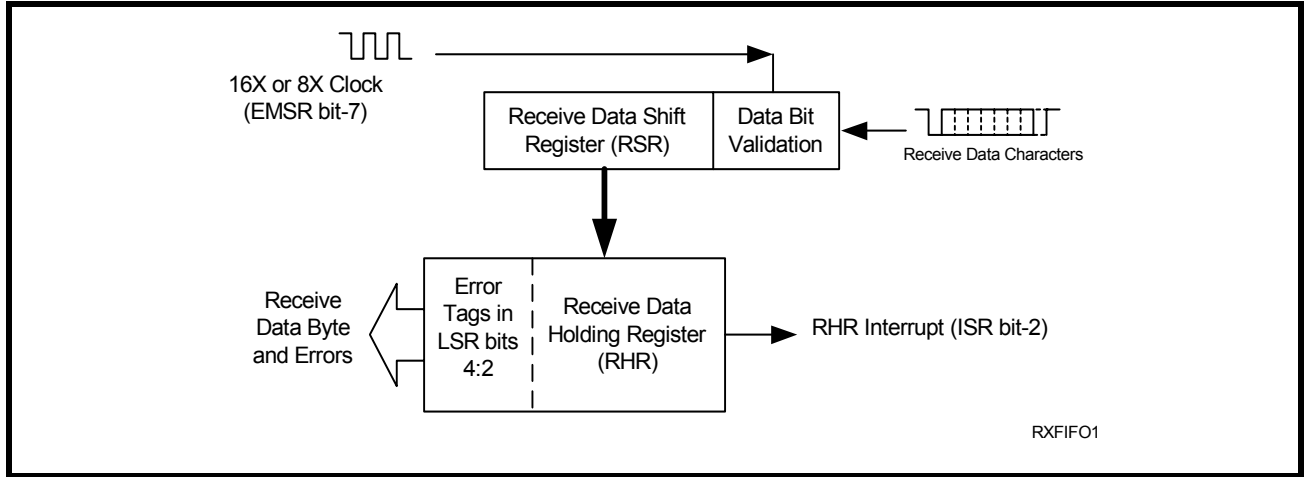 16X or 8X Clock
(EMSR bit-7)
Receive Data Shift
Register (RSR)
Data Bit
Validation
Receive Data Characters
Receive
Data Byte
and Errors
Error
Tags in
LSR bits
4:2
Receive Data
Holding Register
(RHR)
RHR Interrupt (ISR bit-2)
RXFIFO1